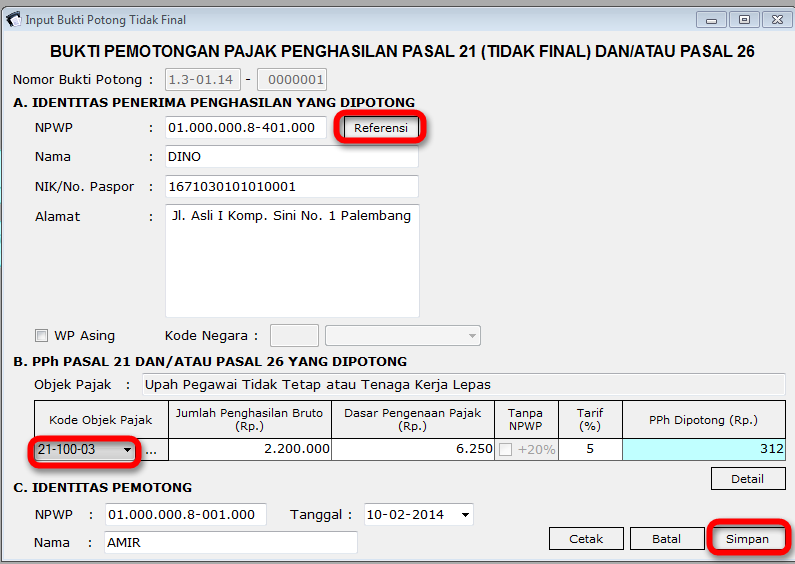 Input Bukti Potong Tidak Final
BUKTI PEMOTONGAN PAJAK PENGHASILAN PASAL 21 (TIDAK FINAL) DAN/ATAU PASAL 26
Nomor Bukti Potong : 1.3-01.14 - 0000001
A. IDENTITAS PENERIMA PENGHASILAN YANG DIPOTONG
NPWP : 01.000.000.8-401.000 Referensi
Nama : DINO
NIK/No. Paspor : 1671030101010001
Alamat : Jl. Asli I Komp. Sini No. 1 Palembang
WP Asing Kode Negara :
B. PPh PASAL 21 DAN/ATAU PASAL 26 YANG DIPOTONG
Objek Pajak : Upah Pegawai Tidak Tetap atau Tenaga Kerja Lepas
Kode Objek Pajak Jumlah Penghasilan Bruto (Rp.) Dasar Pengenaan Pajak (Rp.) Tanpa NPWP Tarif (%) PPh Dipotong (Rp.)
21-100-03 ... 2.200.000 6.250 +20% 5 312
Detail
C. IDENTITAS PEMOTONG
NPWP : 01.000.000.8-001.000 Tanggal : 10-02-2014
Nama : AMIR Cetak Batal Simpan